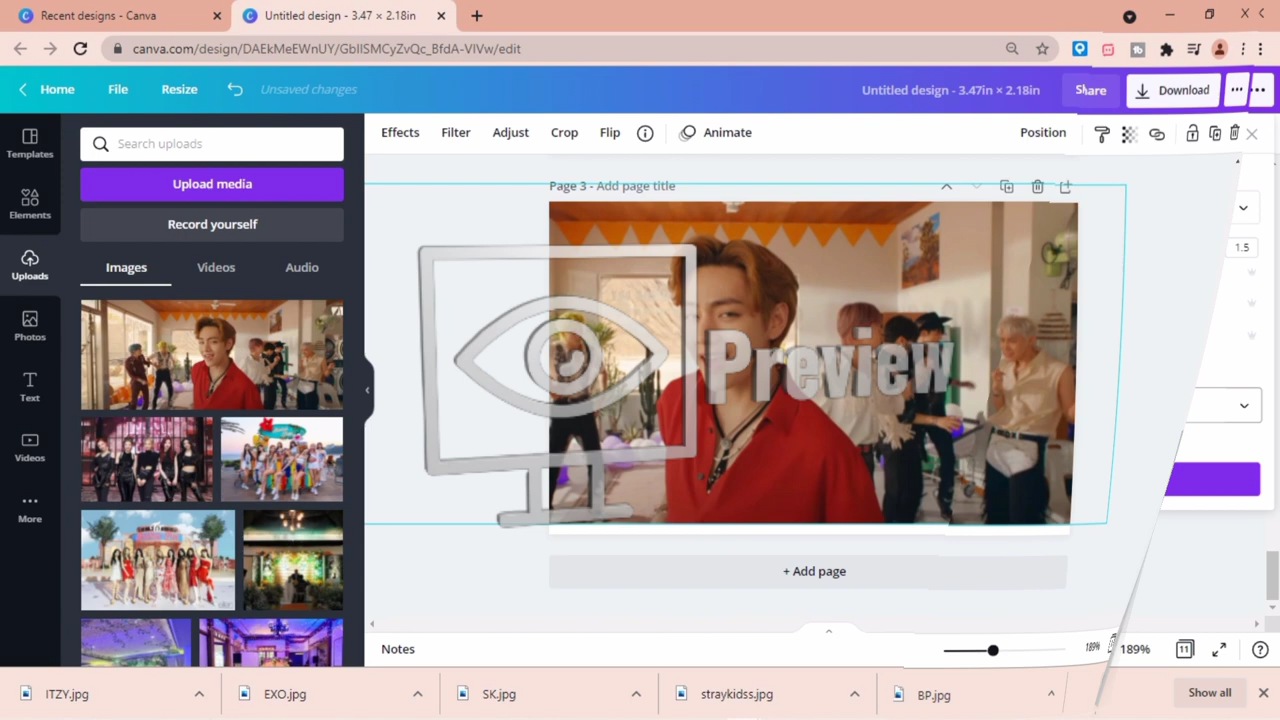 Recent designs - Canva
Untitled design - 3.47 × 2.18in
canva.com/design/DAEkMeEWnUY/GbIISMCyZvQc_BfdA-VIVw/edit
Home
File
Resize
Unsaved changes
Untitled design - 3.47in × 2.18in
Share
Download
Templates
Elements
Uploads
Photos
Text
Videos
More
Search uploads
Upload media
Record yourself
Images
Videos
Audio
Effects
Filter
Adjust
Crop
Flip
Animate
Position
Page 3 - Add page title
1.5
Preview
+ Add page
Notes
189%
189%
11
ITZY.jpg
EXO.jpg
SK.jpg
straykidss.jpg
BP.jpg
Show all